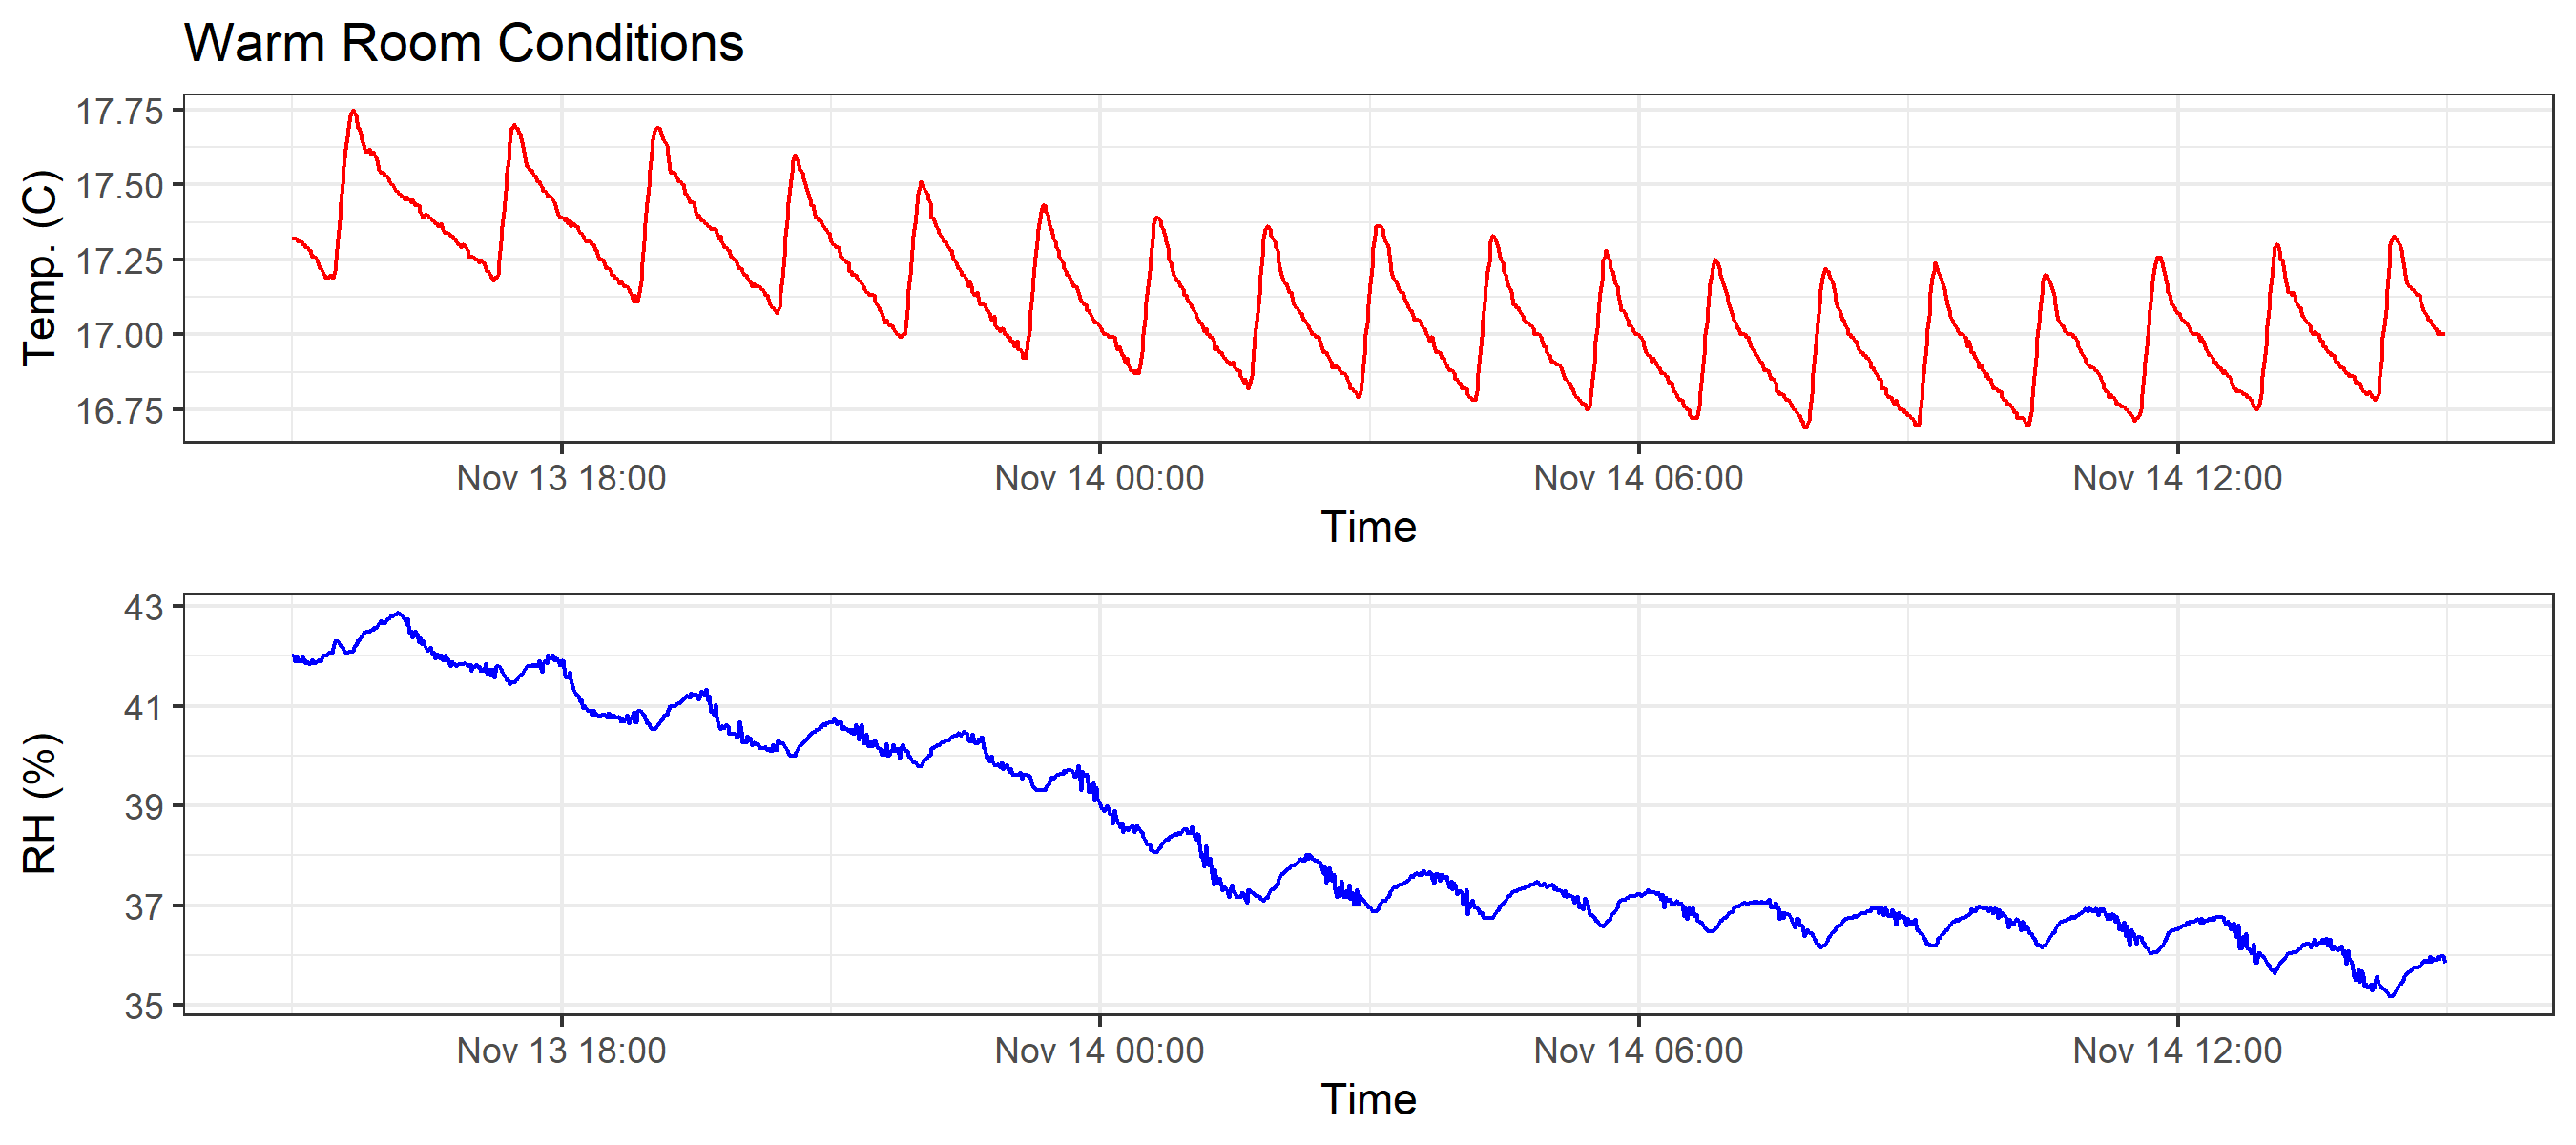 Warm Room Conditions
Temp. (C)
17.75
17.50
17.25
17.00
16.75
Nov 13 18:00 Nov 14 00:00 Nov 14 06:00 Nov 14 12:00
Time
RH (%)
43
41
39
37
35
Nov 13 18:00 Nov 14 00:00 Nov 14 06:00 Nov 14 12:00
Time